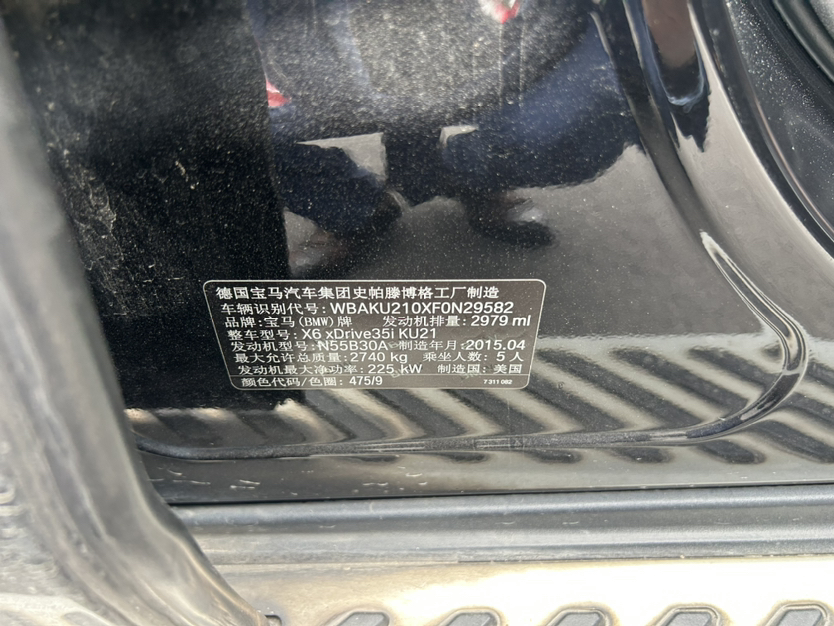 德国宝马汽车集团史帕滕博格工厂制造
车辆识别代号: WBAKU210XF0N29582
品牌: 宝马(BMW)牌 发动机排量: 2979 ml
整车型号: X6 xDrive35i KU21
发动机型号: N55B30A 制造年月: 2015.04
最大允许总质量: 2740 kg 乘坐人数: 5 人
发动机最大净功率: 225 kW 制造国: 美国
颜色代码/色圈: 475/9 7 311 082